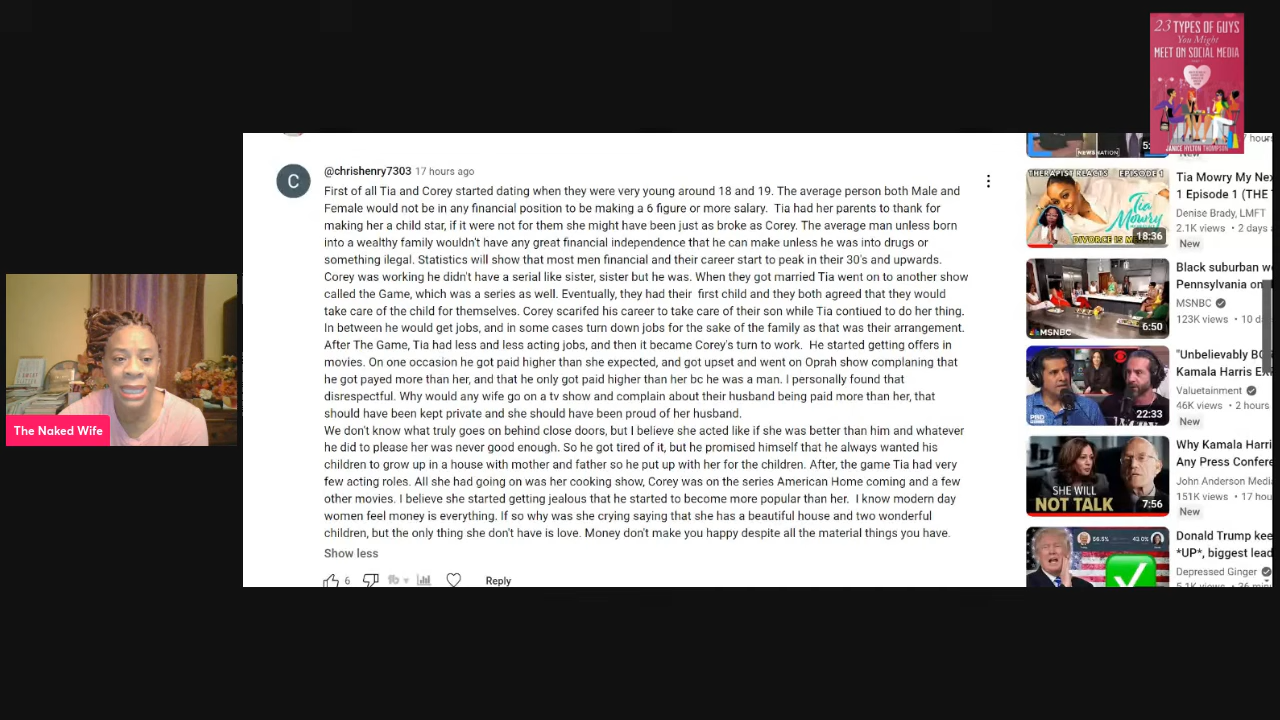 23 TYPES OF GUYS
You Might
MEET ON SOCIAL MEDIA
JANICE HYLTON THOMPSON
NEWSNATION
hours
New
@chrishenry7303 17 hours ago
C
First of all Tia and Corey started dating when they were very young around 18 and 19. The average person both Male and
Female would not be in any financial position to be making a 6 figure or more salary.  Tia had her parents to thank for
making her a child star, if it were not for them she might have been just as broke as Corey. The average man unless born
into a wealthy family wouldn't have any great financial independence that he can make unless he was into drugs or
something illegal. Statistics will show that most men financial and their career start to peak in their 30's and upwards.
Corey was working he didn't have a serial like sister, sister but he was. When they got married Tia went on to another show
called the Game, which was a series as well. Eventually, they had their  first child and they both agreed that they would
take care of the child for themselves. Corey scarifed his career to take care of their son while Tia contiued to do her thing.
In between he would get jobs, and in some cases turn down jobs for the sake of the family as that was their arrangement.
After The Game, Tia had less and less acting jobs, and then it became Corey's turn to work.  He started getting offers in
movies. On one occasion he got paid higher than she expected, and got upset and went on Oprah show complaning that
he got payed more than her, and that he only got paid higher than her bc he was a man. I personally found that
disrespectful. Why would any wife go on a tv show and complain about their husband being paid more than her, that
should have been kept private and she should have been proud of her husband.
We don't know what truly goes on behind close doors, but I believe she acted like if she was better than him and whatever
he did to please her was never good enough. So he got tired of it, but he promised himself that he always wanted his
children to grow up in a house with mother and father so he put up with her for the children. After, the game Tia had very
few acting roles. All she had going on was her cooking show, Corey was on the series American Home coming and a few
other movies. I believe she started getting jealous that he started to become more popular than her.  I know modern day
women feel money is everything. If so why was she crying saying that she has a beautiful house and two wonderful
children, but the only thing she don't have is love. Money don't make you happy despite all the material things you have.
Show less
6
Reply
The Naked Wife
THERAPIST REACTS EPISODE 1
Tia
Mowry
DIVORCE IS
18:36
Tia Mowry My Nex
1 Episode 1 (THE
Denise Brady, LMFT
2.1K views • 2 days
New
MSNBC
6:50
Black suburban w
Pennsylvania on
MSNBC
123K views • 10 d
PBD
22:33
"Unbelievably BO
Kamala Harris Ex
Valuetainment
46K views • 2 hours
New
SHE WILL
NOT TALK
7:56
Why Kamala Harri
Any Press Confere
John Anderson Medi
151K views • 17 hou
New
Donald Trump kee
*UP*, biggest lead
Depressed Ginger
5.1K views • 36 min